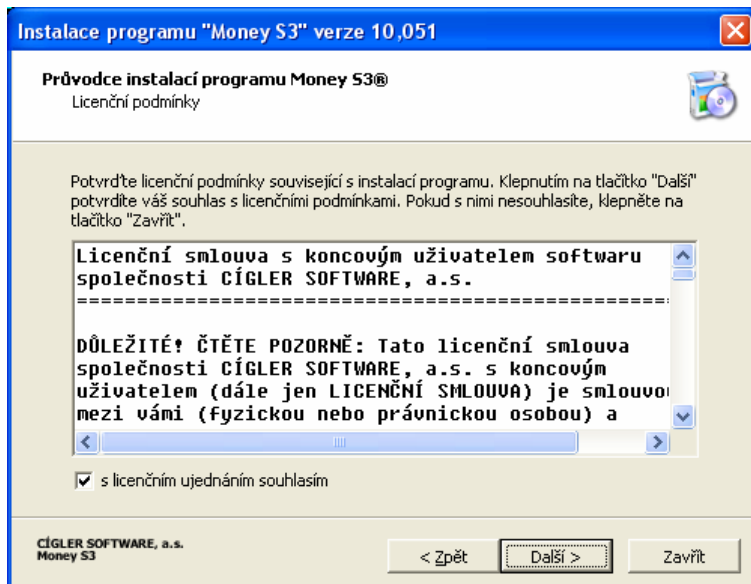 Instalace programu "Money S3" verze 10,051
Průvodce instalací programu Money S3®
Licenční podmínky
Potvrďte licenční podmínky související s instalací programu. Klepnutím na tlačítko "Další"
potvrdíte váš souhlas s licenčními podmínkami. Pokud s nimi nesouhlasíte, klepněte na
tlačítko "Zavřít".
Licenční smlouva s koncovým uživatelem softwaru
společnosti CÍGLER SOFTWARE, a.s.
==================================================
DŮLEŽITÉ! ČTĚTE POZORNĚ: Tato licenční smlouva
společnosti CÍGLER SOFTWARE, a.s. s koncovým
uživatelem (dále jen LICENČNÍ SMLOUVA) je smlouvo
mezi vámi (fyzickou nebo právnickou osobou) a
s licenčním ujednáním souhlasím
CÍGLER SOFTWARE, a.s.
Money S3
< Zpět Další > Zavřít